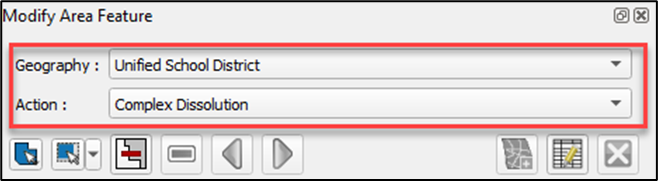 Modify Area Feature
Geography : Unified School District
Action : Complex Dissolution